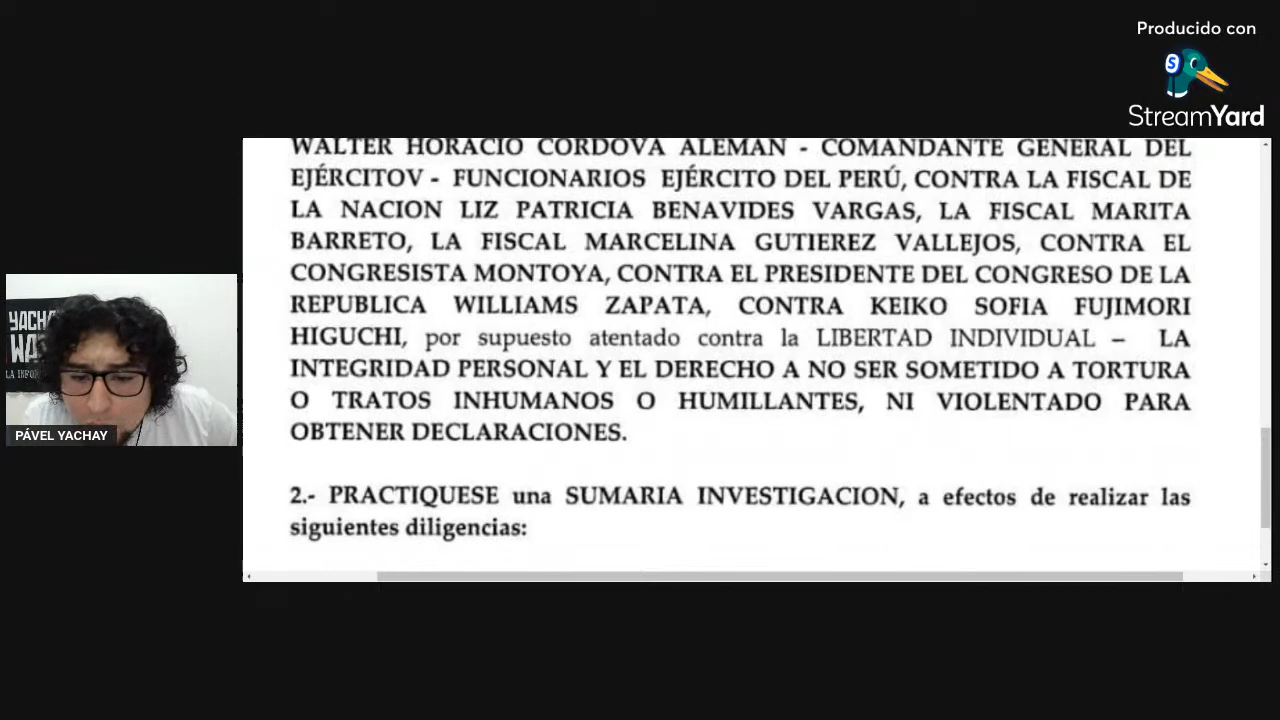 Producido con
S
StreamYard
WALTER HORACIO CORDOVA ALEMAN - COMANDANTE GENERAL DEL
EJÉRCITOV - FUNCIONARIOS EJÉRCITO DEL PERÚ, CONTRA LA FISCAL DE
LA NACION LIZ PATRICIA BENAVIDES VARGAS, LA FISCAL MARITA
BARRETO, LA FISCAL MARCELINA GUTIEREZ VALLEJOS, CONTRA EL
CONGRESISTA MONTOYA, CONTRA EL PRESIDENTE DEL CONGRESO DE LA
REPUBLICA WILLIAMS ZAPATA, CONTRA KEIKO SOFIA FUJIMORI
HIGUCHI, por supuesto atentado contra la LIBERTAD INDIVIDUAL – LA
INTEGRIDAD PERSONAL Y EL DERECHO A NO SER SOMETIDO A TORTURA
O TRATOS INHUMANOS O HUMILLANTES, NI VIOLENTADO PARA
OBTENER DECLARACIONES.
2.- PRACTIQUESE una SUMARIA INVESTIGACION, a efectos de realizar las
siguientes diligencias:
YACHA
WA
LA INFO
PÁVEL YACHAY